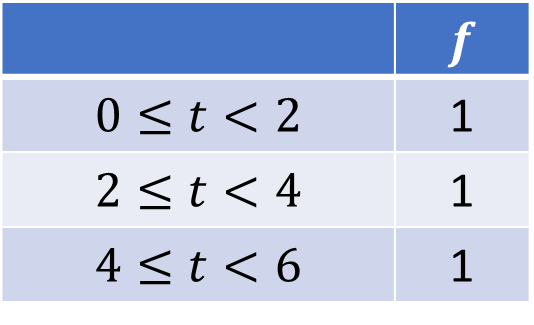 f
0 ≤ t < 2 1
2 ≤ t < 4 1
4 ≤ t < 6 1